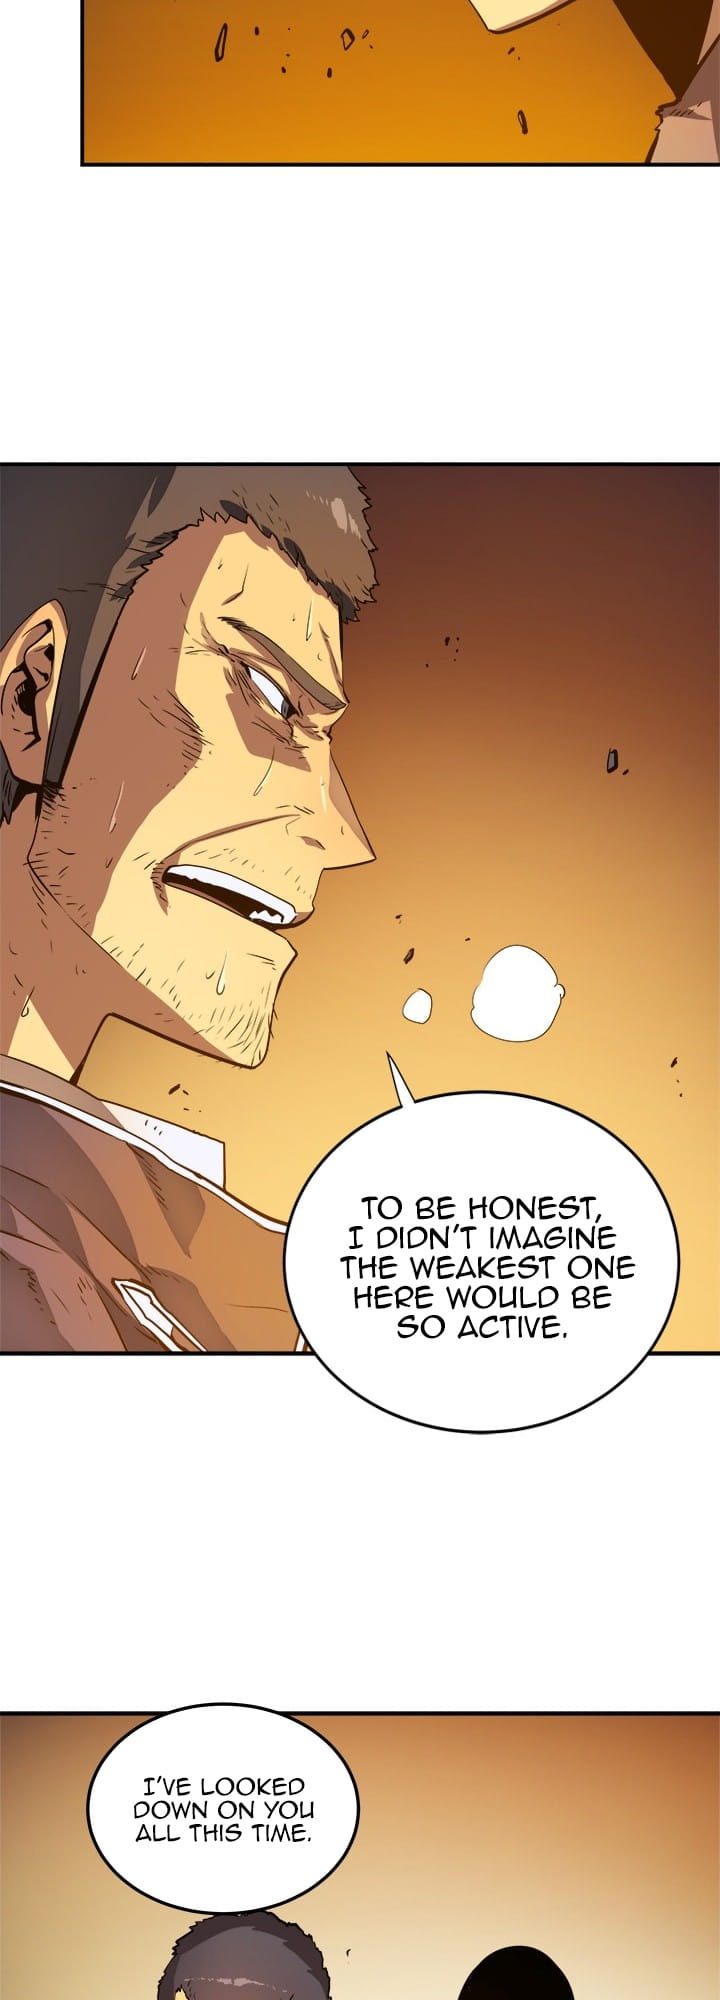 TO BE HONEST,
I DIDN'T IMAGINE
THE WEAKEST ONE
HERE WOULD BE
SO ACTIVE.
I'VE LOOKED
DOWN ON YOU
ALL THIS TIME.